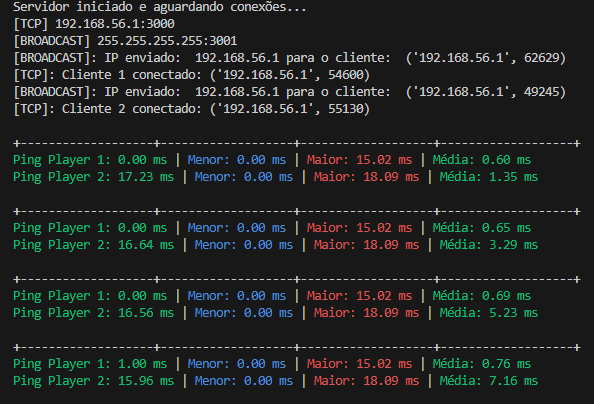 Servidor iniciado e aguardando conexões...
[TCP] 192.168.56.1:3000
[BROADCAST] 255.255.255.255:3001
[BROADCAST]: IP enviado:  192.168.56.1 para o cliente:  ('192.168.56.1', 62629)
[TCP]: Cliente 1 conectado: ('192.168.56.1', 54600)
[BROADCAST]: IP enviado:  192.168.56.1 para o cliente:  ('192.168.56.1', 49245)
[TCP]: Cliente 2 conectado: ('192.168.56.1', 55130)
+-----------------+-----------------+-----------------+-----------------+
Ping Player 1: 0.00 ms | Menor: 0.00 ms | Maior: 15.02 ms | Média: 0.60 ms
Ping Player 2: 17.23 ms | Menor: 0.00 ms | Maior: 18.09 ms | Média: 1.35 ms
+-----------------+-----------------+-----------------+-----------------+
Ping Player 1: 0.00 ms | Menor: 0.00 ms | Maior: 15.02 ms | Média: 0.65 ms
Ping Player 2: 16.64 ms | Menor: 0.00 ms | Maior: 18.09 ms | Média: 3.29 ms
+-----------------+-----------------+-----------------+-----------------+
Ping Player 1: 0.00 ms | Menor: 0.00 ms | Maior: 15.02 ms | Média: 0.69 ms
Ping Player 2: 16.56 ms | Menor: 0.00 ms | Maior: 18.09 ms | Média: 5.23 ms
+-----------------+-----------------+-----------------+-----------------+
Ping Player 1: 1.00 ms | Menor: 0.00 ms | Maior: 15.02 ms | Média: 0.76 ms
Ping Player 2: 15.96 ms | Menor: 0.00 ms | Maior: 18.09 ms | Média: 7.16 ms